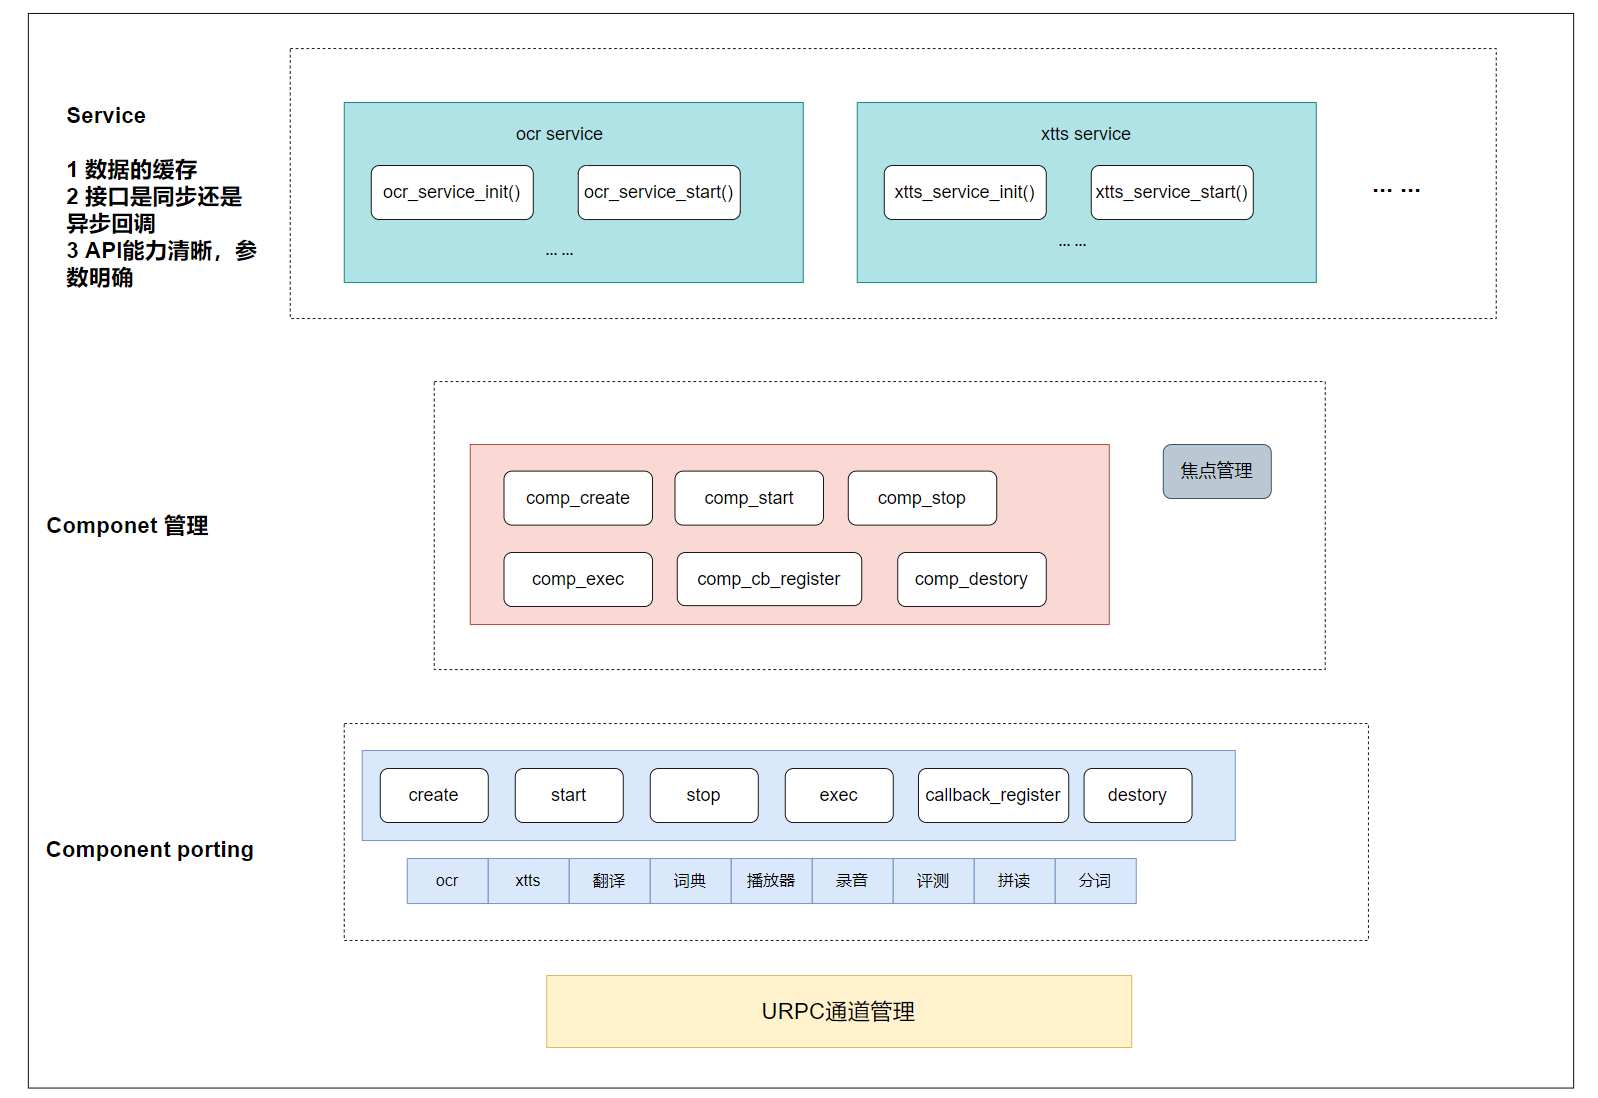 Service
1 数据的缓存
2 接口是同步还是
异步回调
3 API能力清晰，参
数明确
ocr service
ocr_service_init()
ocr_service_start()
... ...
xtts service
xtts_service_init()
xtts_service_start()
... ...
... ...
Componet 管理
comp_create
comp_start
comp_stop
comp_exec
comp_cb_register
comp_destory
焦点管理
Component porting
create
start
stop
exec
callback_register
destory
ocr
xtts
翻译
词典
播放器
录音
评测
拼读
分词
URPC通道管理